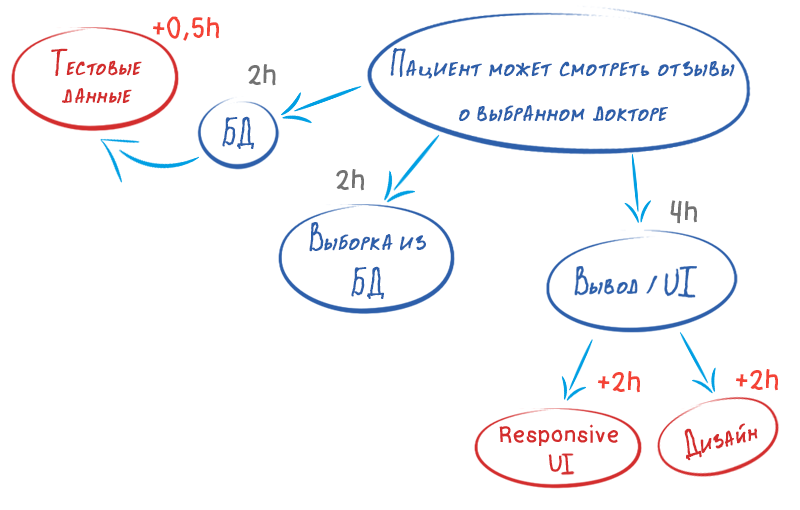 +0,5h
Тестовые
данные
2h
Пациент может смотреть отзывы
о выбранном докторе
БД
2h
4h
Выборка из
БД
Вывод / UI
+2h
+2h
Responsive
UI
Дизайн